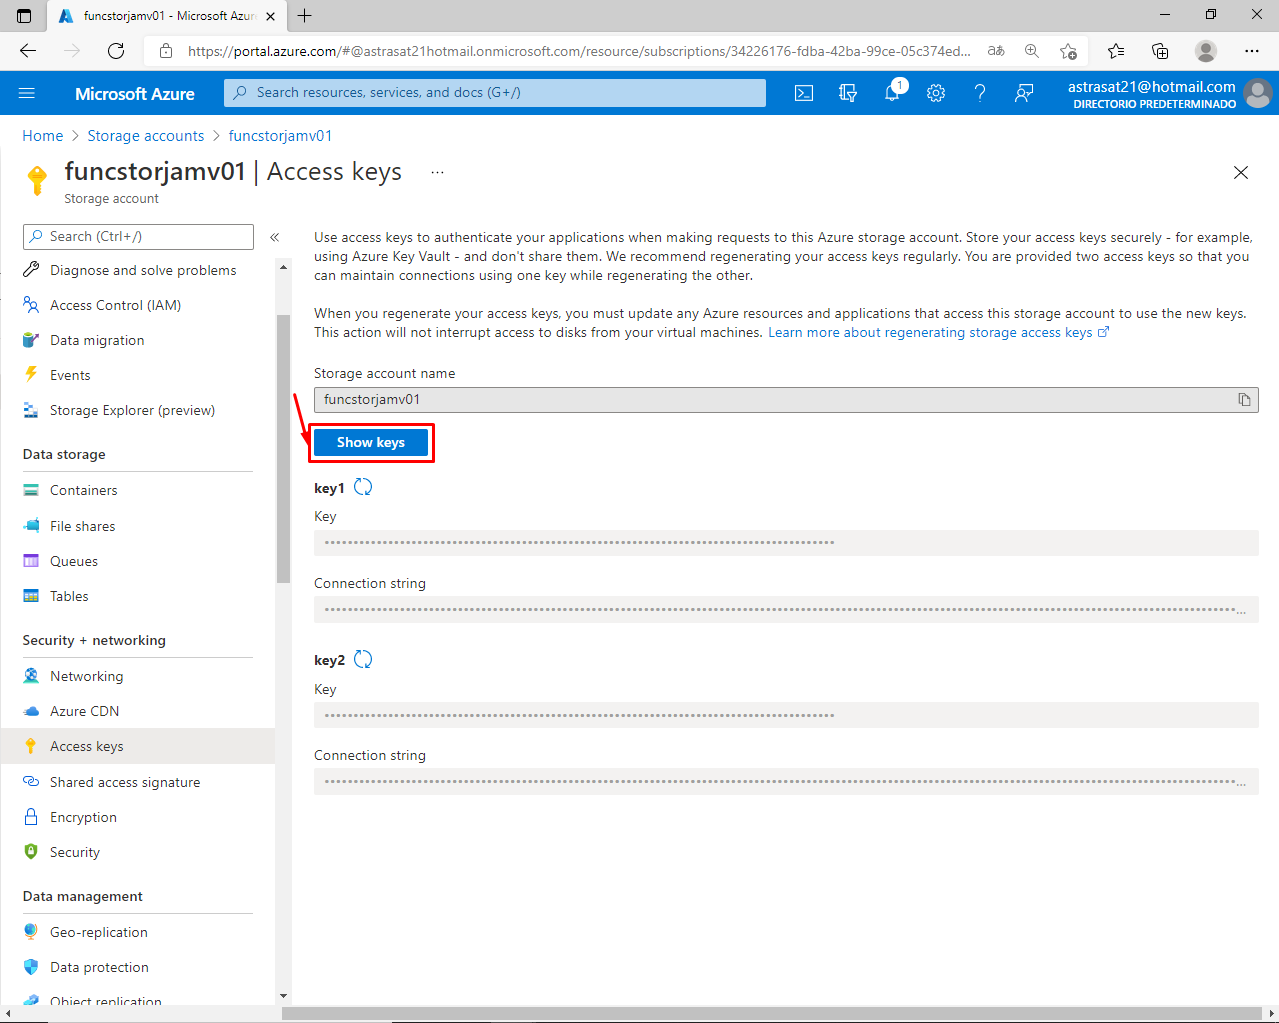 funcstorjamv01 - Microsoft Azur
https://portal.azure.com/#@astrasat21hotmail.onmicrosoft.com/resource/subscriptions/34226176-fdba-42ba-99ce-05c374ed...
Microsoft Azure
Search resources, services, and docs (G+/)
1
astrasat21@hotmail.com
DIRECTORIO PREDETERMINADO
Home > Storage accounts > funcstorjamv01
funcstorjamv01 | Access keys ...
Storage account
Search (Ctrl+/)
Diagnose and solve problems
Access Control (IAM)
Data migration
Events
Storage Explorer (preview)
Data storage
Containers
File shares
Queues
Tables
Security + networking
Networking
Azure CDN
Access keys
Shared access signature
Encryption
Security
Data management
Geo-replication
Data protection
Object replication
Use access keys to authenticate your applications when making requests to this Azure storage account. Store your access keys securely - for example,
using Azure Key Vault - and don't share them. We recommend regenerating your access keys regularly. You are provided two access keys so that you
can maintain connections using one key while regenerating the other.
When you regenerate your access keys, you must update any Azure resources and applications that access this storage account to use the new keys.
This action will not interrupt access to disks from your virtual machines. Learn more about regenerating storage access keys
Storage account name
funcstorjamv01
Show keys
key1
Key
Connection string
key2
Key
Connection string